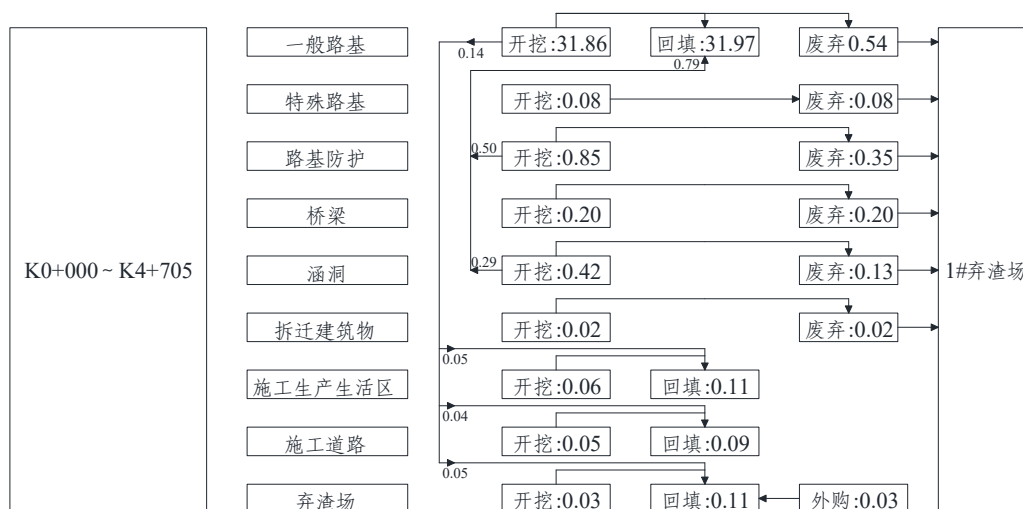 一般路基
开挖:31.86
回填:31.97
废弃0.54
0.14
0.79
特殊路基
开挖:0.08
废弃:0.08
路基防护
0.50
开挖:0.85
废弃:0.35
桥梁
开挖:0.20
废弃:0.20
K0+000~K4+705
涵洞
0.29
开挖:0.42
废弃:0.13
1#弃渣场
拆迁建筑物
开挖:0.02
废弃:0.02
0.05
施工生产生活区
开挖:0.06
回填:0.11
0.04
施工道路
开挖:0.05
回填:0.09
0.05
弃渣场
开挖:0.03
回填:0.11
外购:0.03